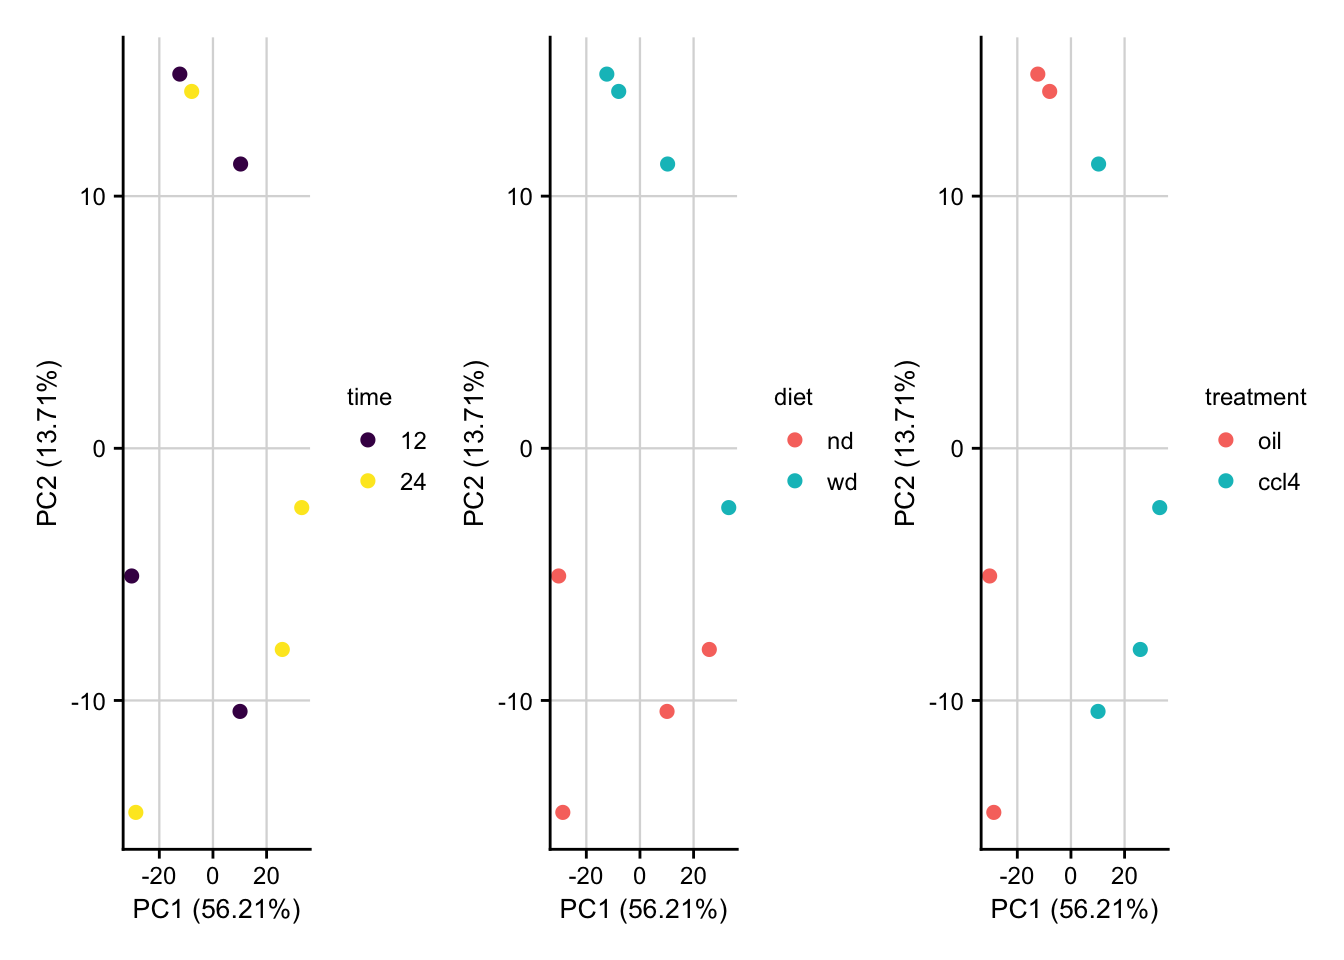 10
0
-10
PC2 (13.71%)
-20 0 20
PC1 (56.21%)
time
12
24
10
0
-10
PC2 (13.71%)
-20 0 20
PC1 (56.21%)
diet
nd
wd
10
0
-10
PC2 (13.71%)
-20 0 20
PC1 (56.21%)
treatment
oil
ccl4